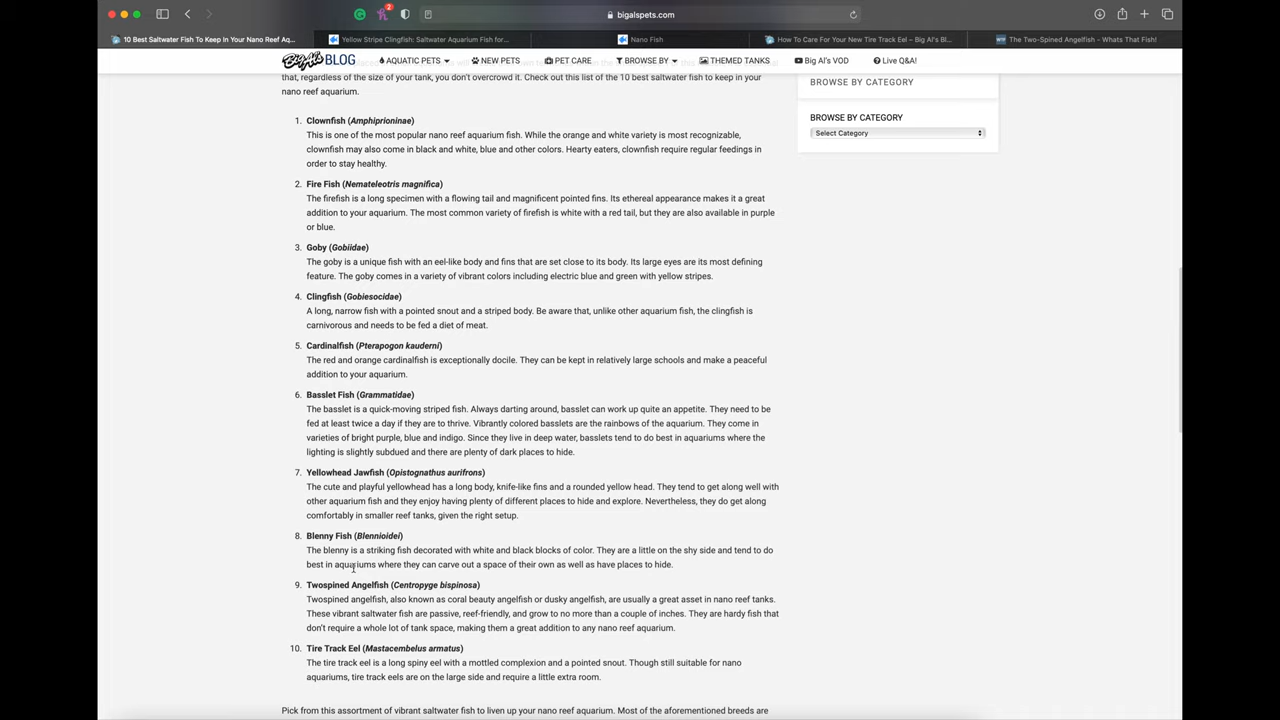 bigalspets.com
2
10 Best Saltwater Fish To Keep In Your Nano Reef Aq...
Yellow Stripe Clingfish: Saltwater Aquarium Fish for...
Nano Fish
How To Care For Your New Tire Track Eel – Big Al's Bl...
WTF The Two-Spined Angelfish – Whats That Fish!
Big Al's BLOG
AQUATIC PETS
NEW PETS
PET CARE
BROWSE BY
THEMED TANKS
Big Al's VOD
Live Q&A!
that, regardless of the size of your tank, you don't overcrowd it. Check out this list of the 10 best saltwater fish to keep in your
nano reef aquarium.
1. Clownfish (Amphiprioninae)
This is one of the most popular nano reef aquarium fish. While the orange and white variety is most recognizable,
clownfish may also come in black and white, blue and other colors. Hearty eaters, clownfish require regular feedings in
order to stay healthy.
2. Fire Fish (Nemateleotris magnifica)
The firefish is a long specimen with a flowing tail and magnificent pointed fins. Its ethereal appearance makes it a great
addition to your aquarium. The most common variety of firefish is white with a red tail, but they are also available in purple
or blue.
3. Goby (Gobiidae)
The goby is a unique fish with an eel-like body and fins that are set close to its body. Its large eyes are its most defining
feature. The goby comes in a variety of vibrant colors including electric blue and green with yellow stripes.
4. Clingfish (Gobiesocidae)
A long, narrow fish with a pointed snout and a striped body. Be aware that, unlike other aquarium fish, the clingfish is
carnivorous and needs to be fed a diet of meat.
5. Cardinalfish (Pterapogon kauderni)
The red and orange cardinalfish is exceptionally docile. They can be kept in relatively large schools and make a peaceful
addition to your aquarium.
6. Basslet Fish (Grammatidae)
The basslet is a quick-moving striped fish. Always darting around, basslet can work up quite an appetite. They need to be
fed at least twice a day if they are to thrive. Vibrantly colored basslets are the rainbows of the aquarium. They come in
varieties of bright purple, blue and indigo. Since they live in deep water, basslets tend to do best in aquariums where the
lighting is slightly subdued and there are plenty of dark places to hide.
7. Yellowhead Jawfish (Opistognathus aurifrons)
The cute and playful yellowhead has a long body, knife-like fins and a rounded yellow head. They tend to get along well with
other aquarium fish and they enjoy having plenty of different places to hide and explore. Nevertheless, they do get along
comfortably in smaller reef tanks, given the right setup.
8. Blenny Fish (Blennioidei)
The blenny is a striking fish decorated with white and black blocks of color. They are a little on the shy side and tend to do
best in aquariums where they can carve out a space of their own as well as have places to hide.
9. Twospined Angelfish (Centropyge bispinosa)
Twospined angelfish, also known as coral beauty angelfish or dusky angelfish, are usually a great asset in nano reef tanks.
These vibrant saltwater fish are passive, reef-friendly, and grow to no more than a couple of inches. They are hardy fish that
don't require a whole lot of tank space, making them a great addition to any nano reef aquarium.
10. Tire Track Eel (Mastacembelus armatus)
The tire track eel is a long spiny eel with a mottled complexion and a pointed snout. Though still suitable for nano
aquariums, tire track eels are on the large side and require a little extra room.
Pick from this assortment of vibrant saltwater fish to liven up your nano reef aquarium. Most of the aforementioned breeds are
BROWSE BY CATEGORY
BROWSE BY CATEGORY
Select Category